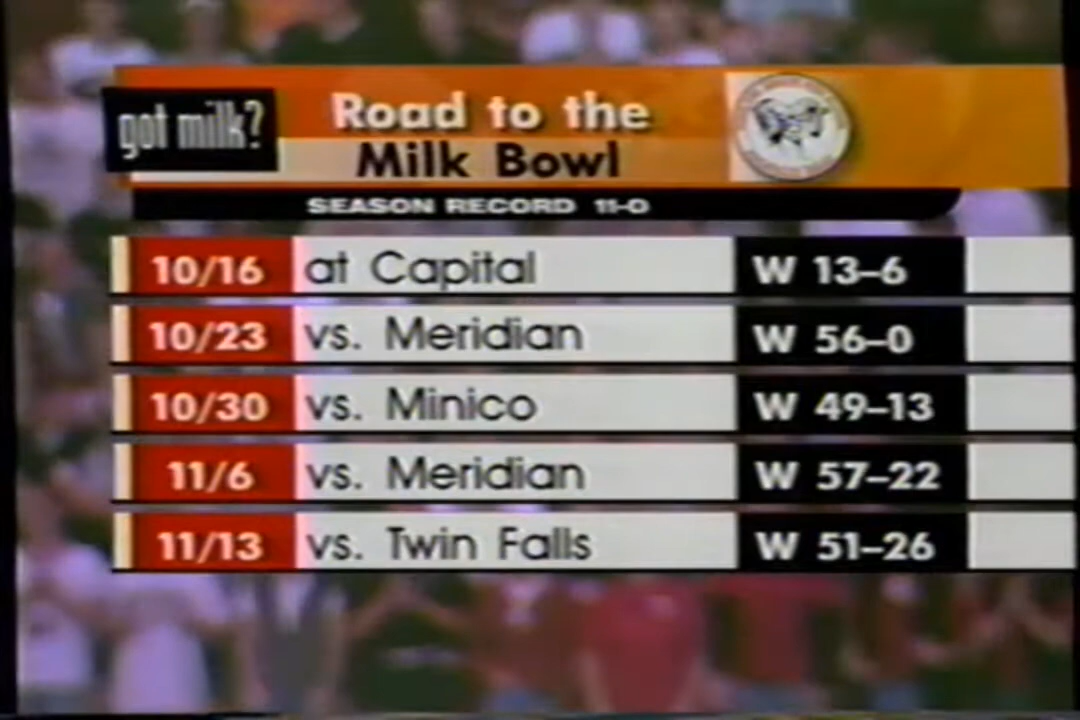 got milk?
Road to the
Milk Bowl
SEASON RECORD 11-0
10/16 at Capital W 13-6
10/23 vs. Meridian W 56-0
10/30 vs. Minico W 49-13
11/6 vs. Meridian W 57-22
11/13 vs. Twin Falls W 51-26